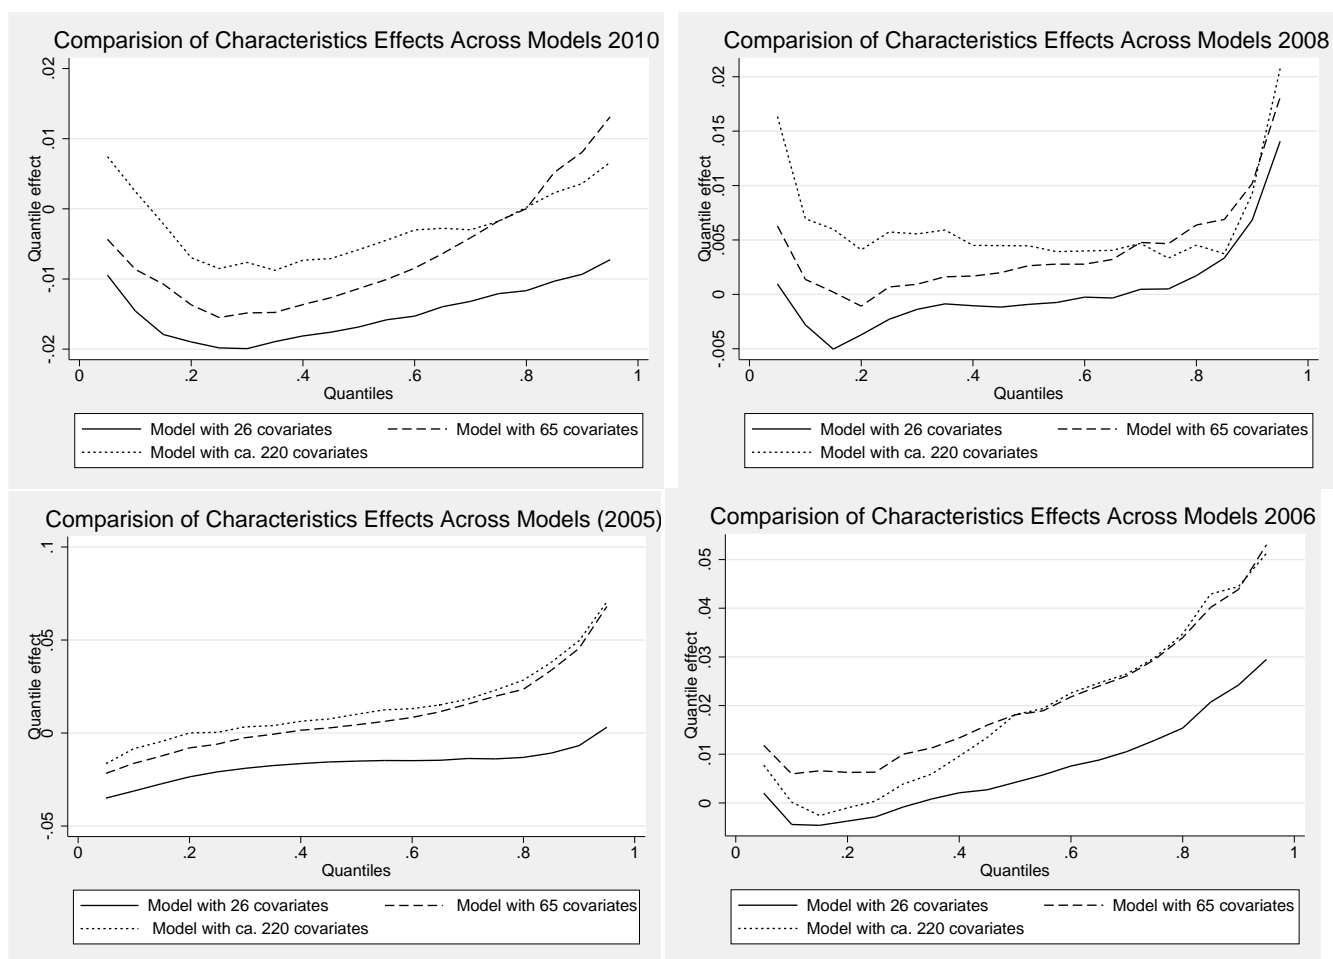 Comparision of Characteristics Effects Across Models 2010
Quantile effect
.02
.01
0
-.01
-.02
0 .2 .4 .6 .8 1
Quantiles
Model with 26 covariates Model with 65 covariates
Model with ca. 220 covariates
Comparision of Characteristics Effects Across Models 2008
Quantile effect
.02
.015
.01
.005
0
-.005
0 .2 .4 .6 .8 1
Quantiles
Model with 26 covariates Model with 65 covariates
Model with ca. 220 covariates
Comparision of Characteristics Effects Across Models (2005)
Quantile effect
.1
.05
0
-.05
0 .2 .4 .6 .8 1
Quantiles
Model with 26 covariates Model with 65 covariates
Model with ca. 220 covariates
Comparision of Characteristics Effects Across Models 2006
Quantile effect
.05
.04
.03
.02
.01
0
0 .2 .4 .6 .8 1
Quantiles
Model with 26 covariates Model with 65 covariates
Model with ca. 220 covariates